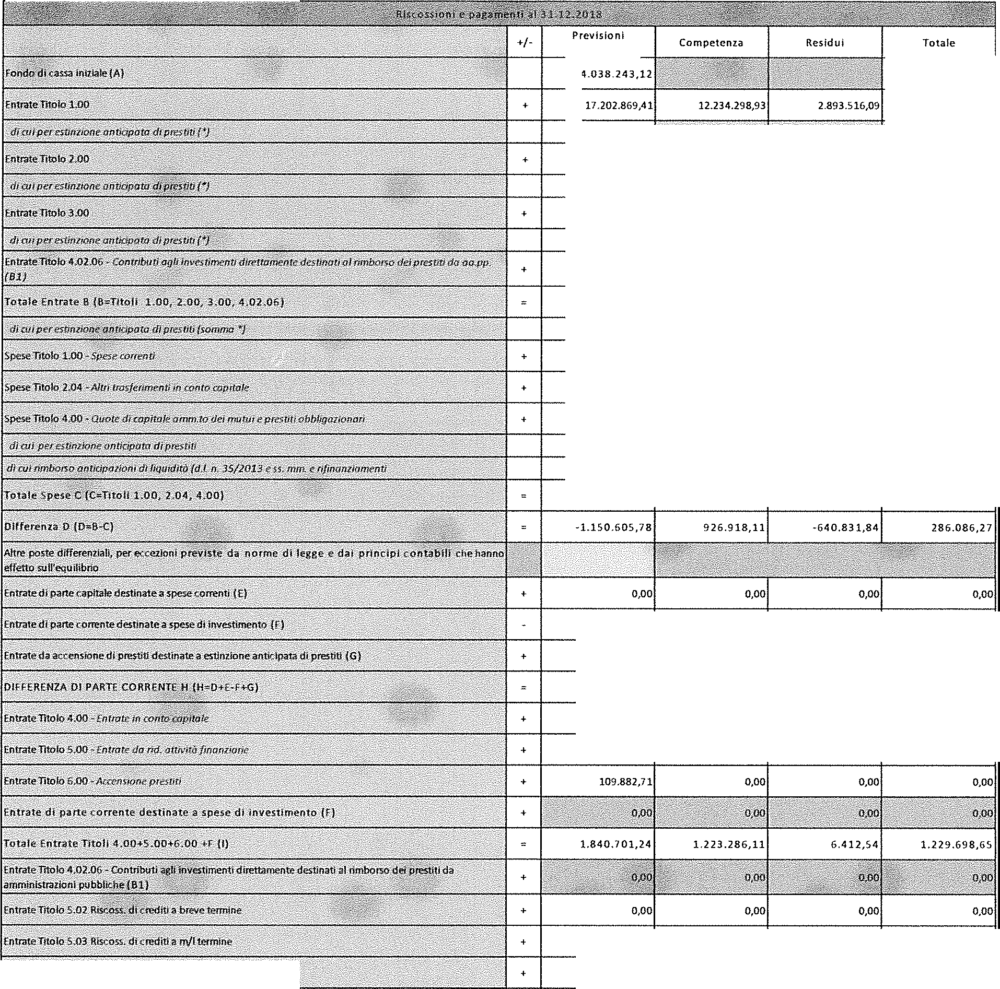 Riscossioni e pagamenti al 31-12-2018
+/- Previsioni Competenza Residui Totale
Fondo di cassa iniziale (A) 4.038.243,12
Entrate Titolo 1.00 + 17.202.869,41 12.234.298,93 2.893.516,09
di cui per estinzione anticipata di prestiti (*)
Entrate Titolo 2.00 +
di cui per estinzione anticipata di prestiti (*)
Entrate Titolo 3.00 +
di cui per estinzione anticipata di prestiti (*)
Entrate Titolo 4.02.06 - Contributi agli investimenti direttamente destinati al rimborso dei prestiti da aa.pp.
(B1) +
Totale Entrate B (B=Titoli 1.00, 2.00, 3.00, 4.02.06) =
di cui per estinzione anticipata di prestiti (somma *)
Spese Titolo 1.00 - Spese correnti +
Spese Titolo 2.04 - Altri trasferimenti in conto capitale +
Spese Titolo 4.00 - Quote di capitale amm.to dei mutui e prestiti obbligazionari +
di cui per estinzione anticipata di prestiti
di cui rimborso anticipazioni di liquidità (d.l. n. 35/2013 e ss. mm. e rifinanziamenti
Totale Spese C (C=Titoli 1.00, 2.04, 4.00) =
Differenza D (D=B-C) = -1.150.605,78 926.918,11 -640.831,84 286.086,27
Altre poste differenziali, per eccezioni previste da norme di legge e dai principi contabili che hanno
effetto sull'equilibrio
Entrate di parte capitale destinate a spese correnti (E) + 0,00 0,00 0,00 0,00
Entrate di parte corrente destinate a spese di investimento (F) -
Entrate da accensione di prestiti destinate a estinzione anticipata di prestiti (G) +
DIFFERENZA DI PARTE CORRENTE H (H=D+E-F+G) =
Entrate Titolo 4.00 - Entrate in conto capitale +
Entrate Titolo 5.00 - Entrate da rid. attività finanziarie +
Entrate Titolo 6.00 - Accensione prestiti + 109.882,71 0,00 0,00 0,00
Entrate di parte corrente destinate a spese di investimento (F) + 0,00 0,00 0,00 0,00
Totale Entrate Titoli 4.00+5.00+6.00 +F (I) = 1.840.701,24 1.223.286,11 6.412,54 1.229.698,65
Entrate Titolo 4.02.06 - Contributi agli investimenti direttamente destinati al rimborso dei prestiti da
amministrazioni pubbliche (B1) + 0,00 0,00 0,00 0,00
Entrate Titolo 5.02 Riscoss. di crediti a breve termine + 0,00 0,00 0,00 0,00
Entrate Titolo 5.03 Riscoss. di crediti a m/l termine +
+